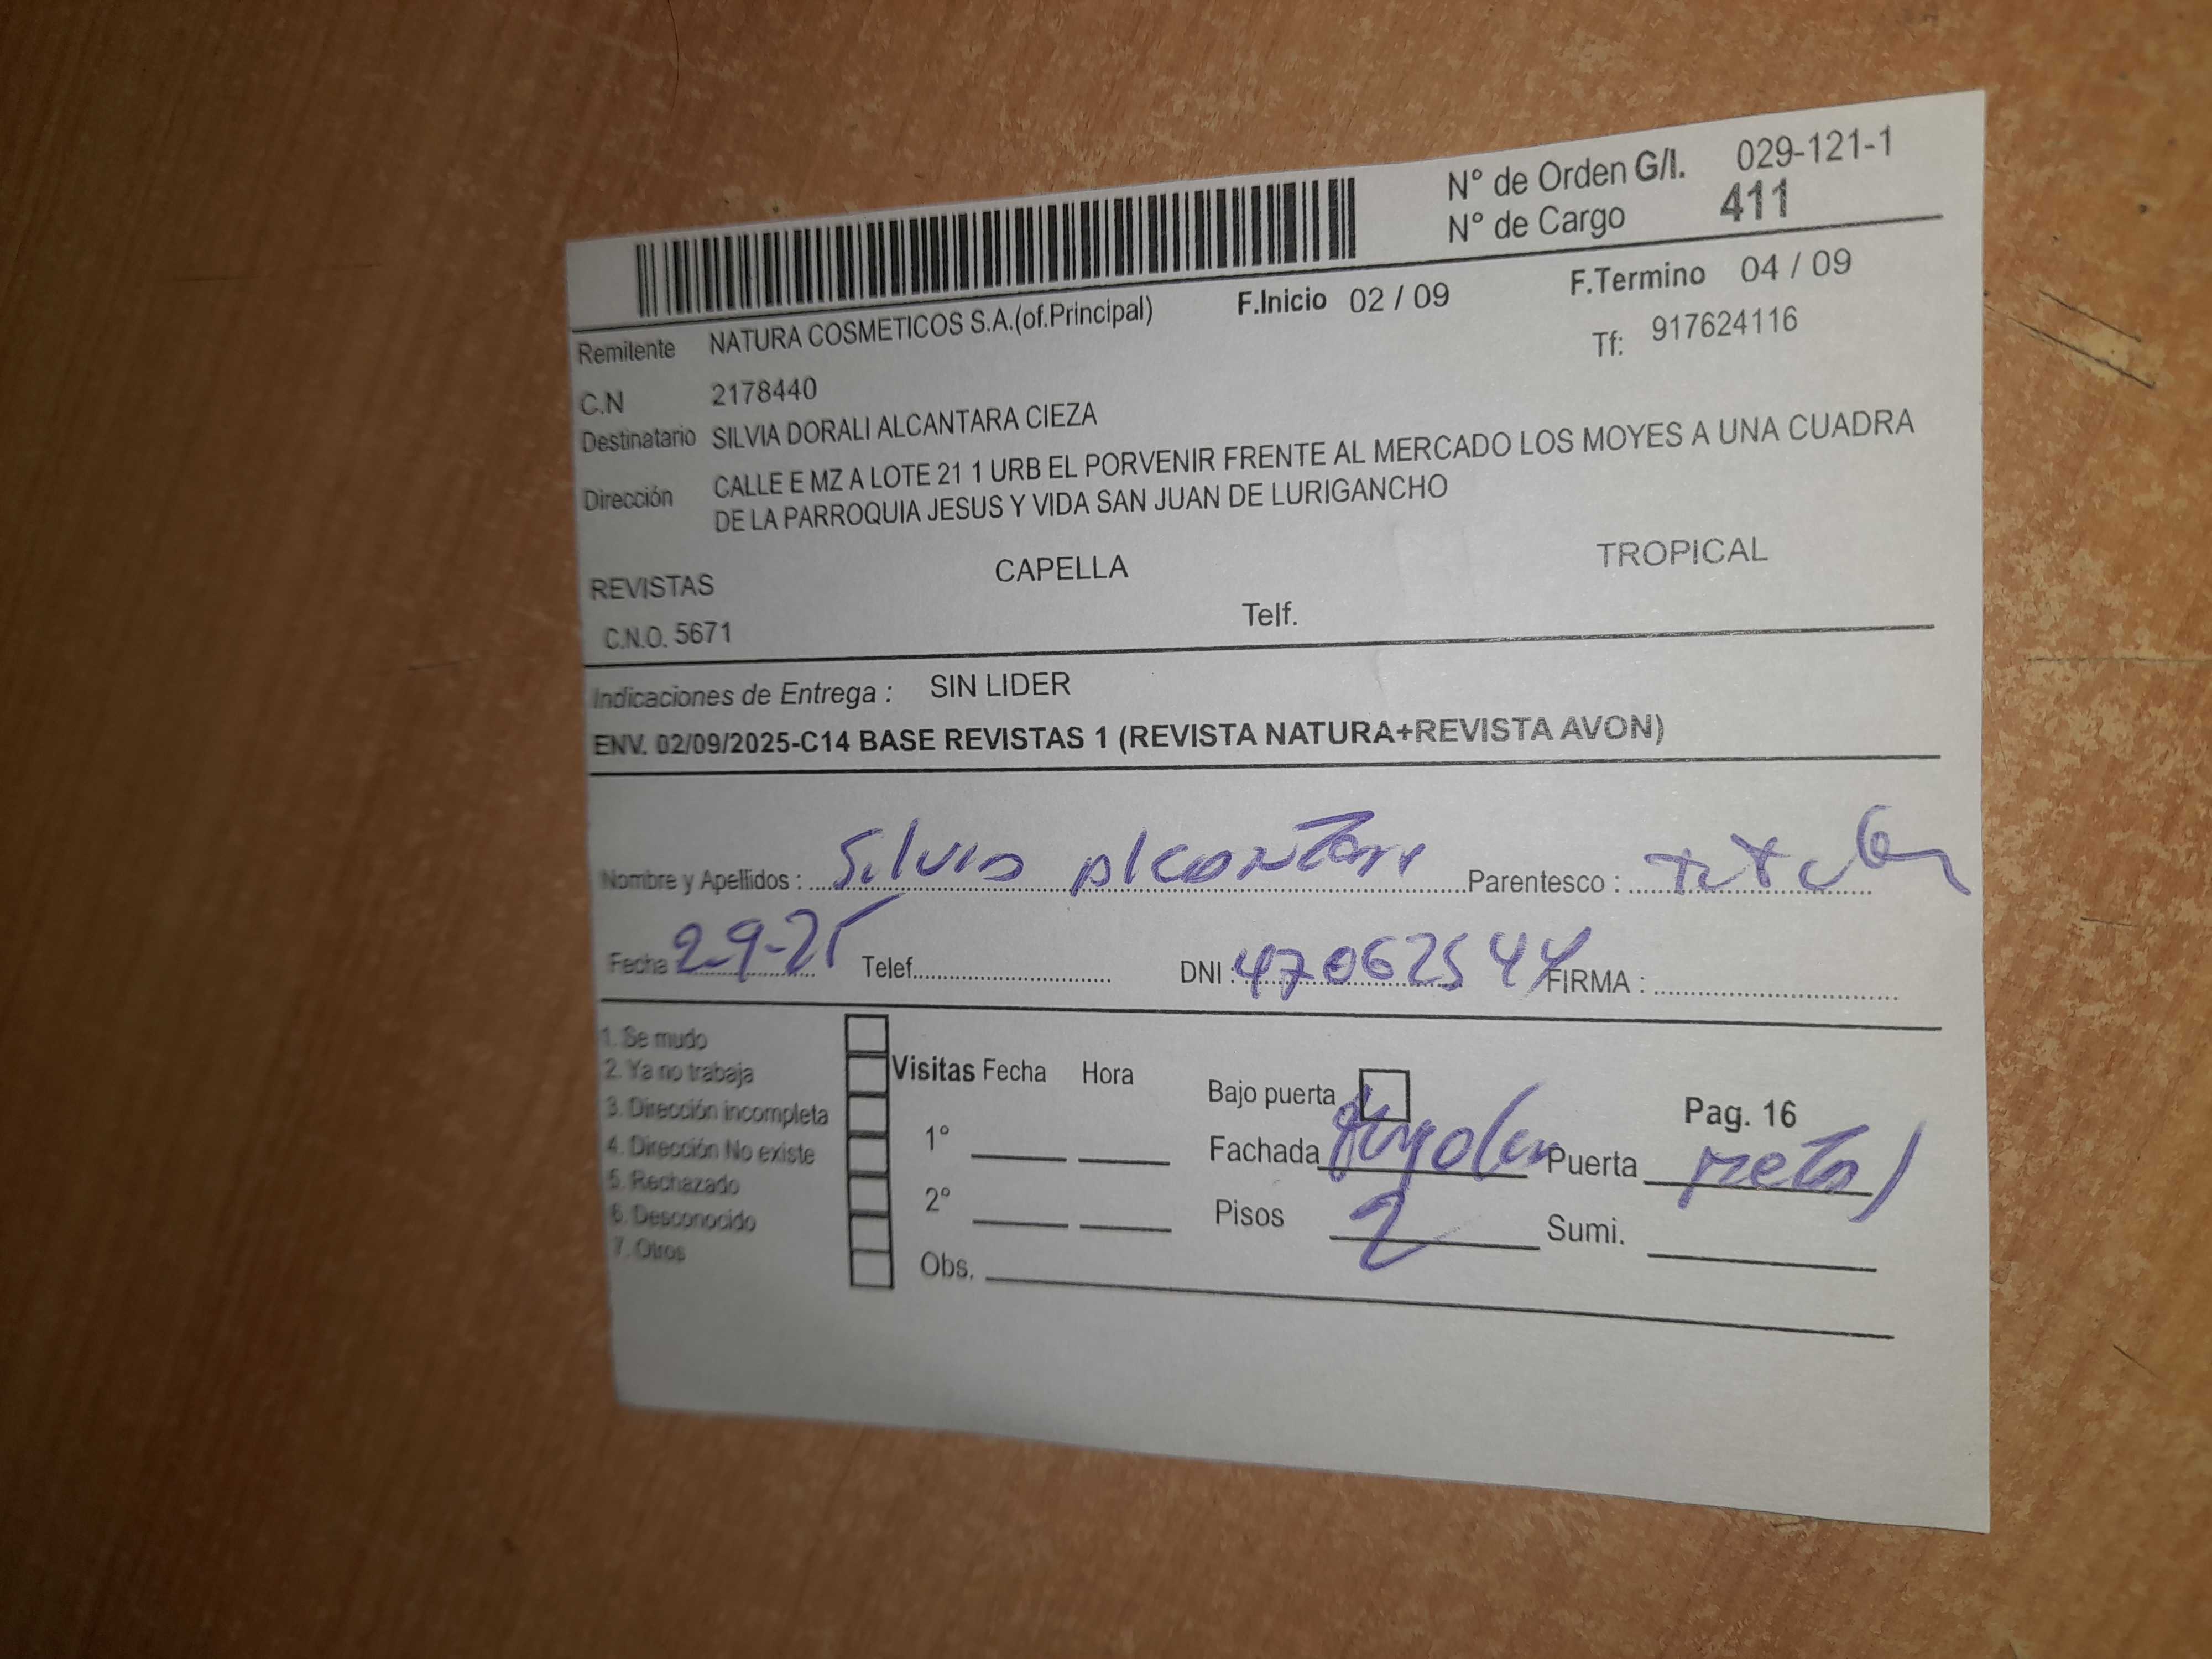 N° de Orden G/I. 029-121-1
N° de Cargo 411
F.Inicio 02 / 09 F.Termino 04 / 09
Remitente NATURA COSMETICOS S.A.(of.Principal) Tf: 917624116
C.N 2178440
Destinatario SILVIA DORALI ALCANTARA CIEZA
Dirección CALLE E MZ A LOTE 21 1 URB EL PORVENIR FRENTE AL MERCADO LOS MOYES A UNA CUADRA
DE LA PARROQUIA JESUS Y VIDA SAN JUAN DE LURIGANCHO
REVISTAS CAPELLA TROPICAL
C.N.O. 5671 Telf.
Indicaciones de Entrega : SIN LIDER
ENV. 02/09/2025-C14 BASE REVISTAS 1 (REVISTA NATURA+REVISTA AVON)
Nombre y Apellidos : Silvia Alcantara Parentesco : titular
Fecha 2-9-25 Telef. DNI : 47062544 FIRMA :
1. Se mudo
2. Ya no trabaja Visitas Fecha Hora Bajo puerta
3. Dirección incompleta Pag. 16
4. Dirección No existe 1° Fachada Puerta metal
5. Rechazado
6. Desconocido 2° Pisos 2 Sumi.
7. Otros Obs.